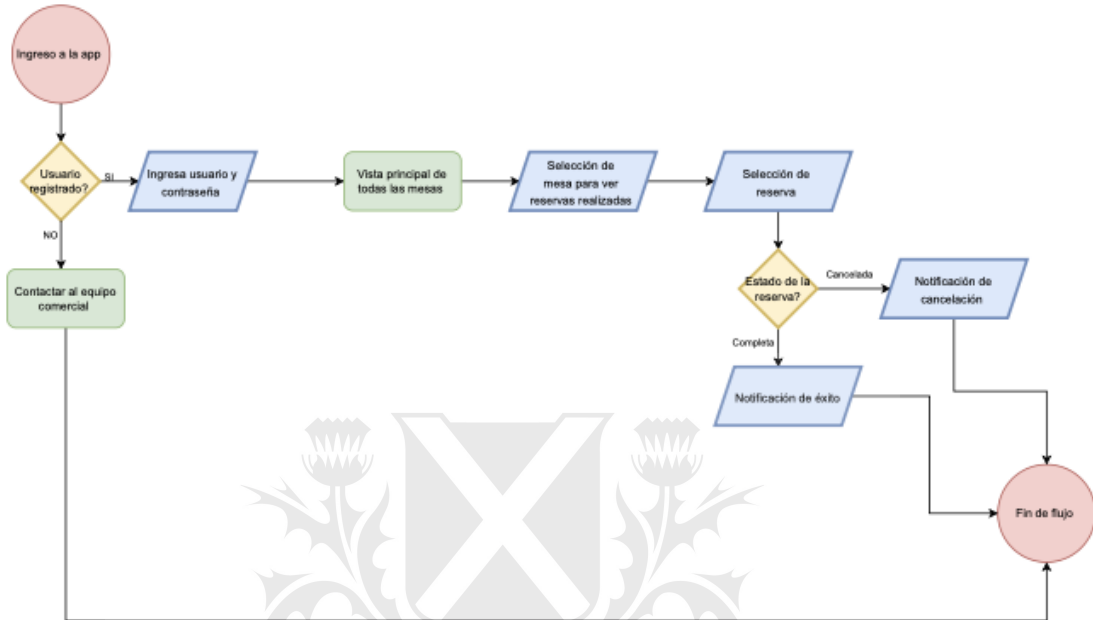 Ingreso a la app
Usuario
registrado?
SI
Ingresa usuario y
contraseña
Vista principal de
todas las mesas
Selección de
mesa para ver
reservas realizadas
Selección de
reserva
NO
Contactar al equipo
comercial
Estado de la
reserva?
Cancelada
Notificación de
cancelación
Completa
Notificación de éxito
Fin de flujo